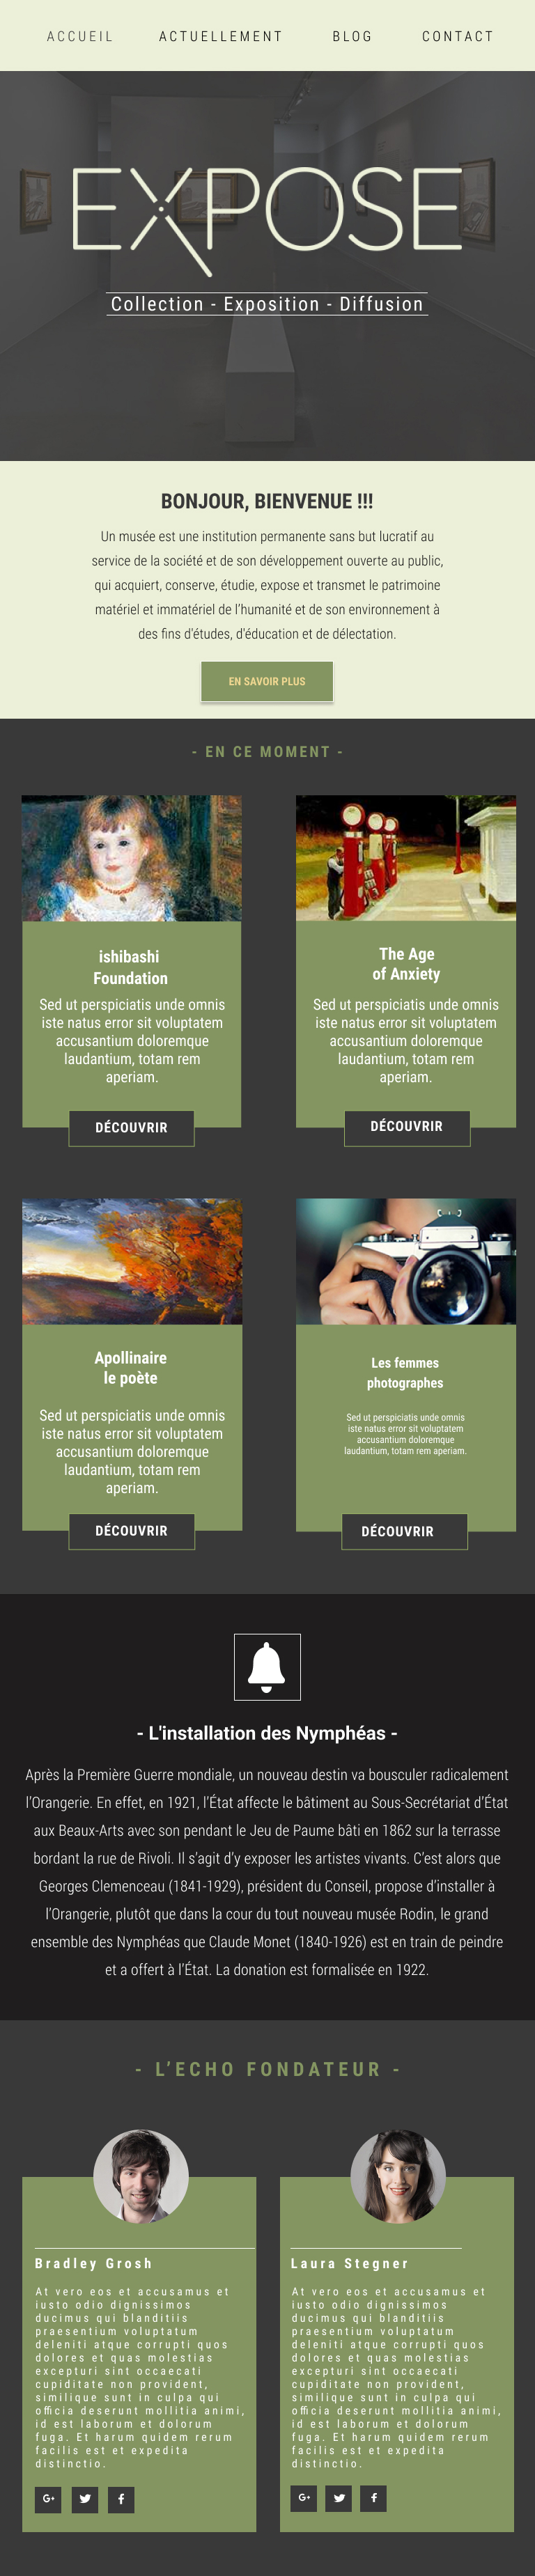 ACCUEIL ACTUELLEMENT BLOG CONTACT
EXPOSE
Collection - Exposition - Diffusion
BONJOUR, BIENVENUE !!!
Un musée est une institution permanente sans but lucratif au
service de la société et de son développement ouverte au public,
qui acquiert, conserve, étudie, expose et transmet le patrimoine
matériel et immatériel de l’humanité et de son environnement à
des fins d'études, d'éducation et de délectation.
EN SAVOIR PLUS
- EN CE MOMENT -
ishibashi
Foundation
Sed ut perspiciatis unde omnis
iste natus error sit voluptatem
accusantium doloremque
laudantium, totam rem
aperiam.
DÉCOUVRIR
The Age
of Anxiety
Sed ut perspiciatis unde omnis
iste natus error sit voluptatem
accusantium doloremque
laudantium, totam rem
aperiam.
DÉCOUVRIR
Apollinaire
le poète
Sed ut perspiciatis unde omnis
iste natus error sit voluptatem
accusantium doloremque
laudantium, totam rem
aperiam.
DÉCOUVRIR
Les femmes
photographes
Sed ut perspiciatis unde omnis
iste natus error sit voluptatem
accusantium doloremque
laudantium, totam rem aperiam.
DÉCOUVRIR
- L'installation des Nymphéas -
Après la Première Guerre mondiale, un nouveau destin va bousculer radicalement
l’Orangerie. En effet, en 1921, l’État affecte le bâtiment au Sous-Secrétariat d’État
aux Beaux-Arts avec son pendant le Jeu de Paume bâti en 1862 sur la terrasse
bordant la rue de Rivoli. Il s’agit d’y exposer les artistes vivants. C’est alors que
Georges Clemenceau (1841-1929), président du Conseil, propose d’installer à
l’Orangerie, plutôt que dans la cour du tout nouveau musée Rodin, le grand
ensemble des Nymphéas que Claude Monet (1840-1926) est en train de peindre
et a offert à l’État. La donation est formalisée en 1922.
- L’ECHO FONDATEUR -
Bradley Grosh
At vero eos et accusamus et
iusto odio dignissimos
ducimus qui blanditiis
praesentium voluptatum
deleniti atque corrupti quos
dolores et quas molestias
excepturi sint occaecati
cupiditate non provident,
similique sunt in culpa qui
officia deserunt mollitia animi,
id est laborum et dolorum
fuga. Et harum quidem rerum
facilis est et expedita
distinctio.
G+ f
Laura Stegner
At vero eos et accusamus et
iusto odio dignissimos
ducimus qui blanditiis
praesentium voluptatum
deleniti atque corrupti quos
dolores et quas molestias
excepturi sint occaecati
cupiditate non provident,
similique sunt in culpa qui
officia deserunt mollitia animi,
id est laborum et dolorum
fuga. Et harum quidem rerum
facilis est et expedita
distinctio.
G+ f